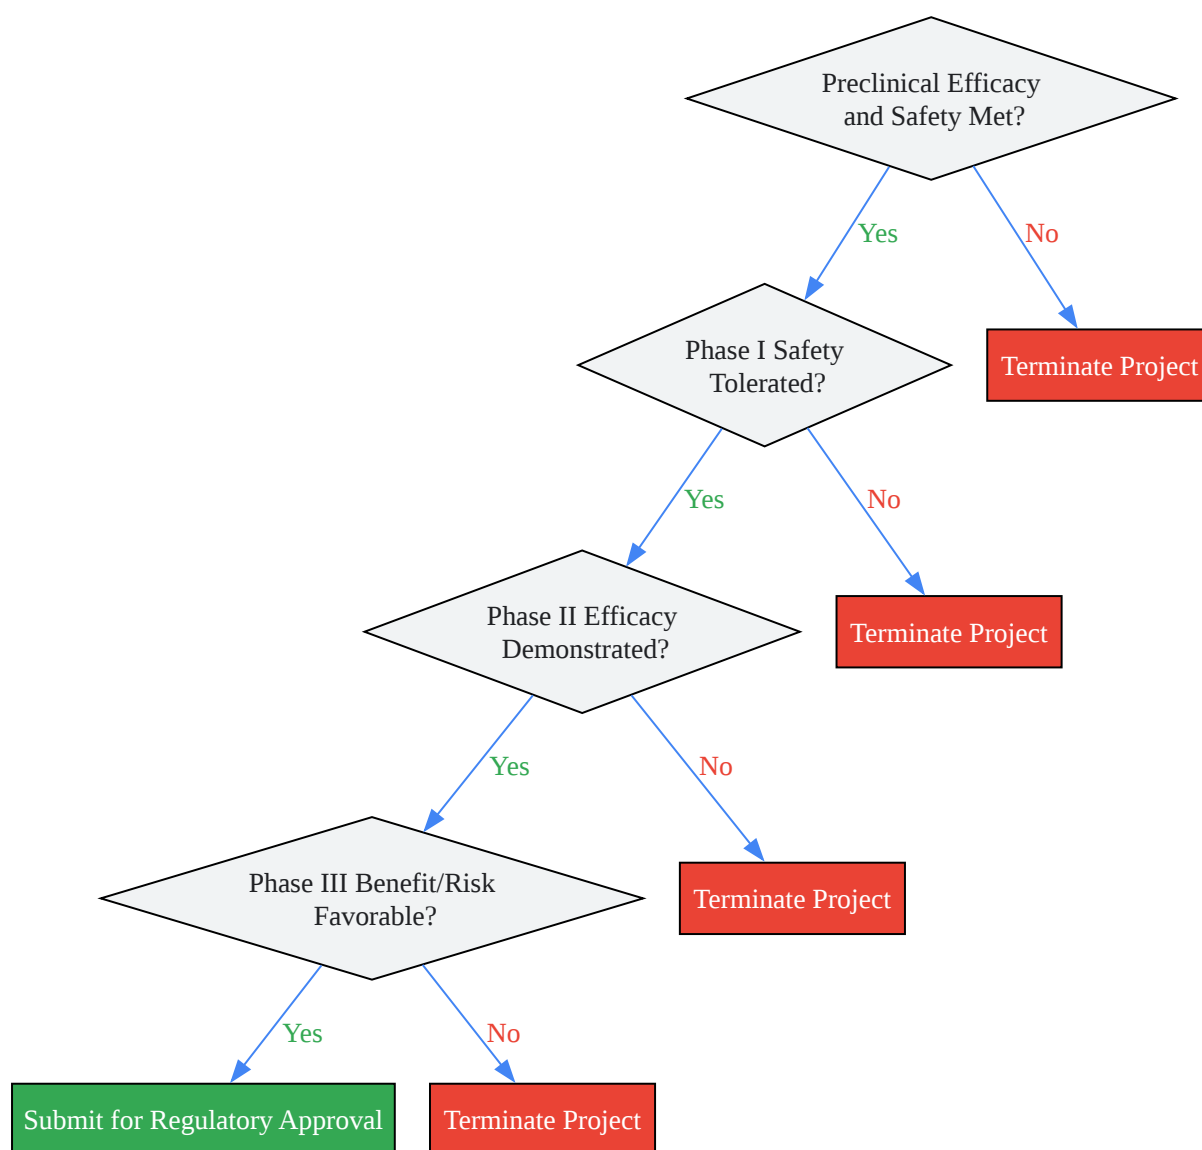 Preclinical Efficacy
and Safety Met?
Yes
No
Phase I Safety
Tolerated?
Terminate Project
Yes
No
Phase II Efficacy
Demonstrated?
Terminate Project
Yes
No
Phase III Benefit/Risk
Favorable?
Terminate Project
Yes
No
Submit for Regulatory Approval
Terminate Project